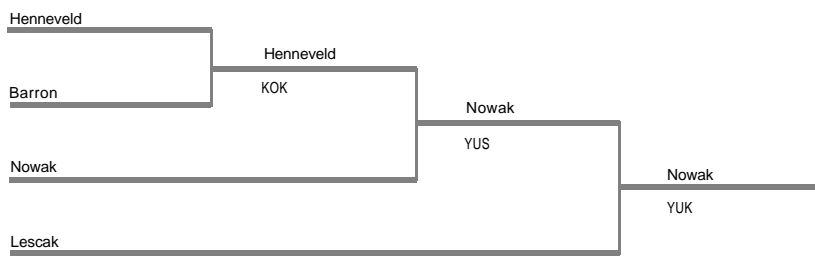 Henneveld
Henneveld
KOK
Barron
Nowak
YUS
Nowak
Nowak
YUK
Lescak